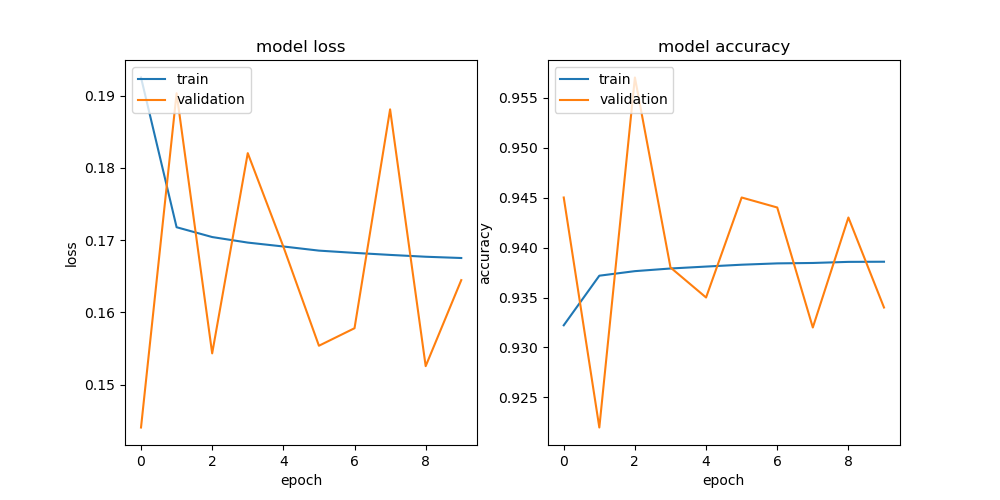 model loss
train
validation
0.19
0.18
0.17
0.16
0.15
loss
0 2 4 6 8
epoch
model accuracy
train
validation
0.955
0.950
0.945
0.940
0.935
0.930
0.925
accuracy
0 2 4 6 8
epoch